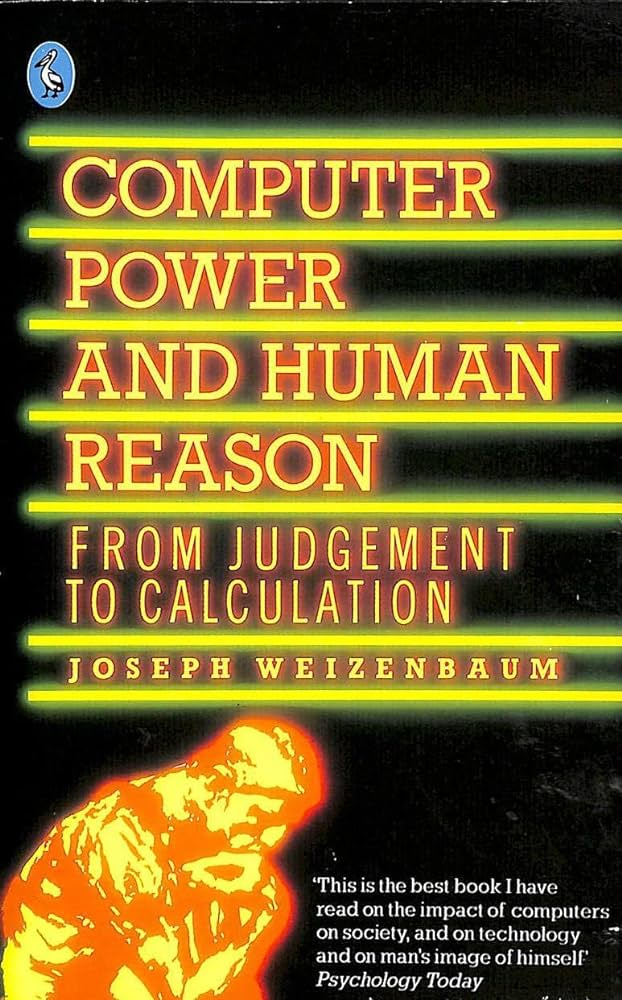 COMPUTER
POWER
AND HUMAN
REASON
FROM JUDGEMENT
TO CALCULATION
JOSEPH WEIZENBAUM
'This is the best book I have
read on the impact of computers
on society, and on technology
and on man's image of himself'
Psychology Today